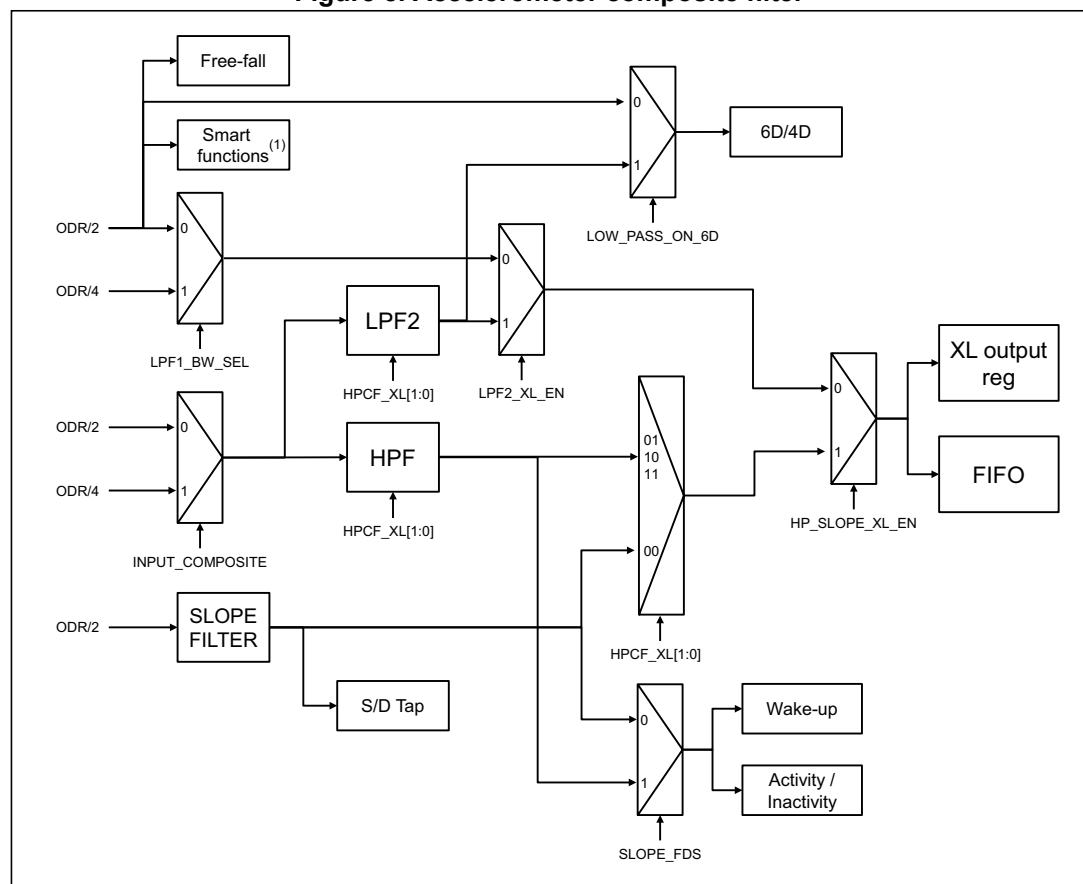 Figure 5. Accelerometer composite filter
Free-fall
Smart
functions(1)
0
1
6D/4D
LOW_PASS_ON_6D
ODR/2
ODR/4
0
1
LPF1_BW_SEL
LPF2
HPCF_XL[1:0]
0
1
LPF2_XL_EN
ODR/2
ODR/4
0
1
INPUT_COMPOSITE
HPF
HPCF_XL[1:0]
01
10
11
00
HPCF_XL[1:0]
0
1
HP_SLOPE_XL_EN
XL output
reg
FIFO
ODR/2
SLOPE
FILTER
S/D Tap
0
1
SLOPE_FDS
Wake-up
Activity /
Inactivity